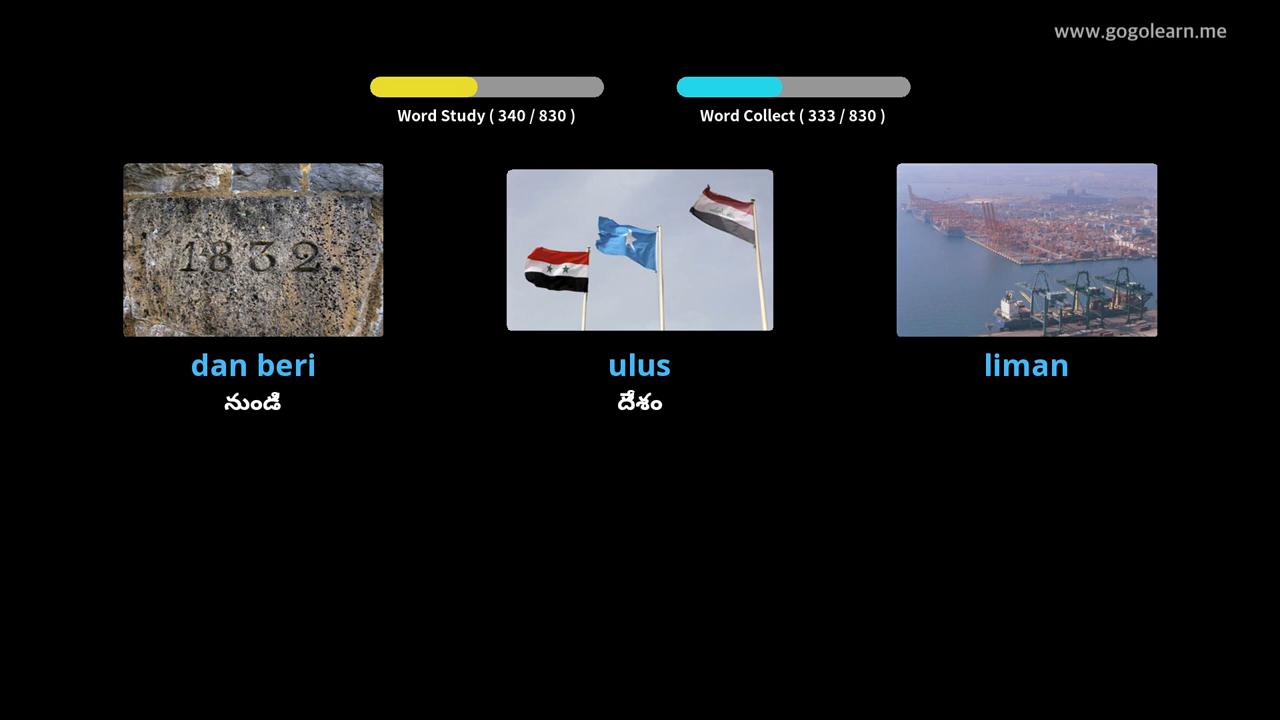 www.gogolearn.me
Word Study ( 340 / 830 )
Word Collect ( 333 / 830 )
1832.
dan beri
ulus
liman
నుండి
దేశం